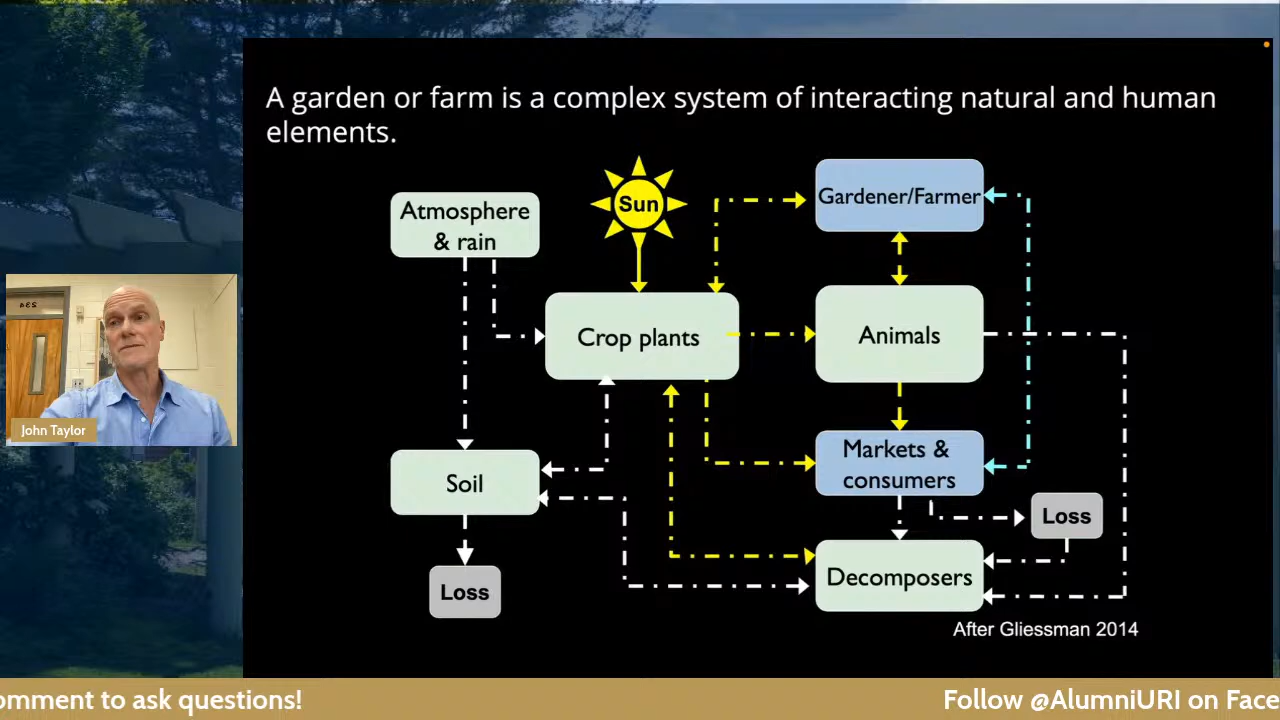 A garden or farm is a complex system of interacting natural and human
elements.
Atmosphere
& rain
Sun
Gardener/Farmer
Crop plants
Animals
Markets &
consumers
Soil
Loss
Loss
Decomposers
After Gliessman 2014
John Taylor
omment to ask questions!
Follow @AlumniURI on Face